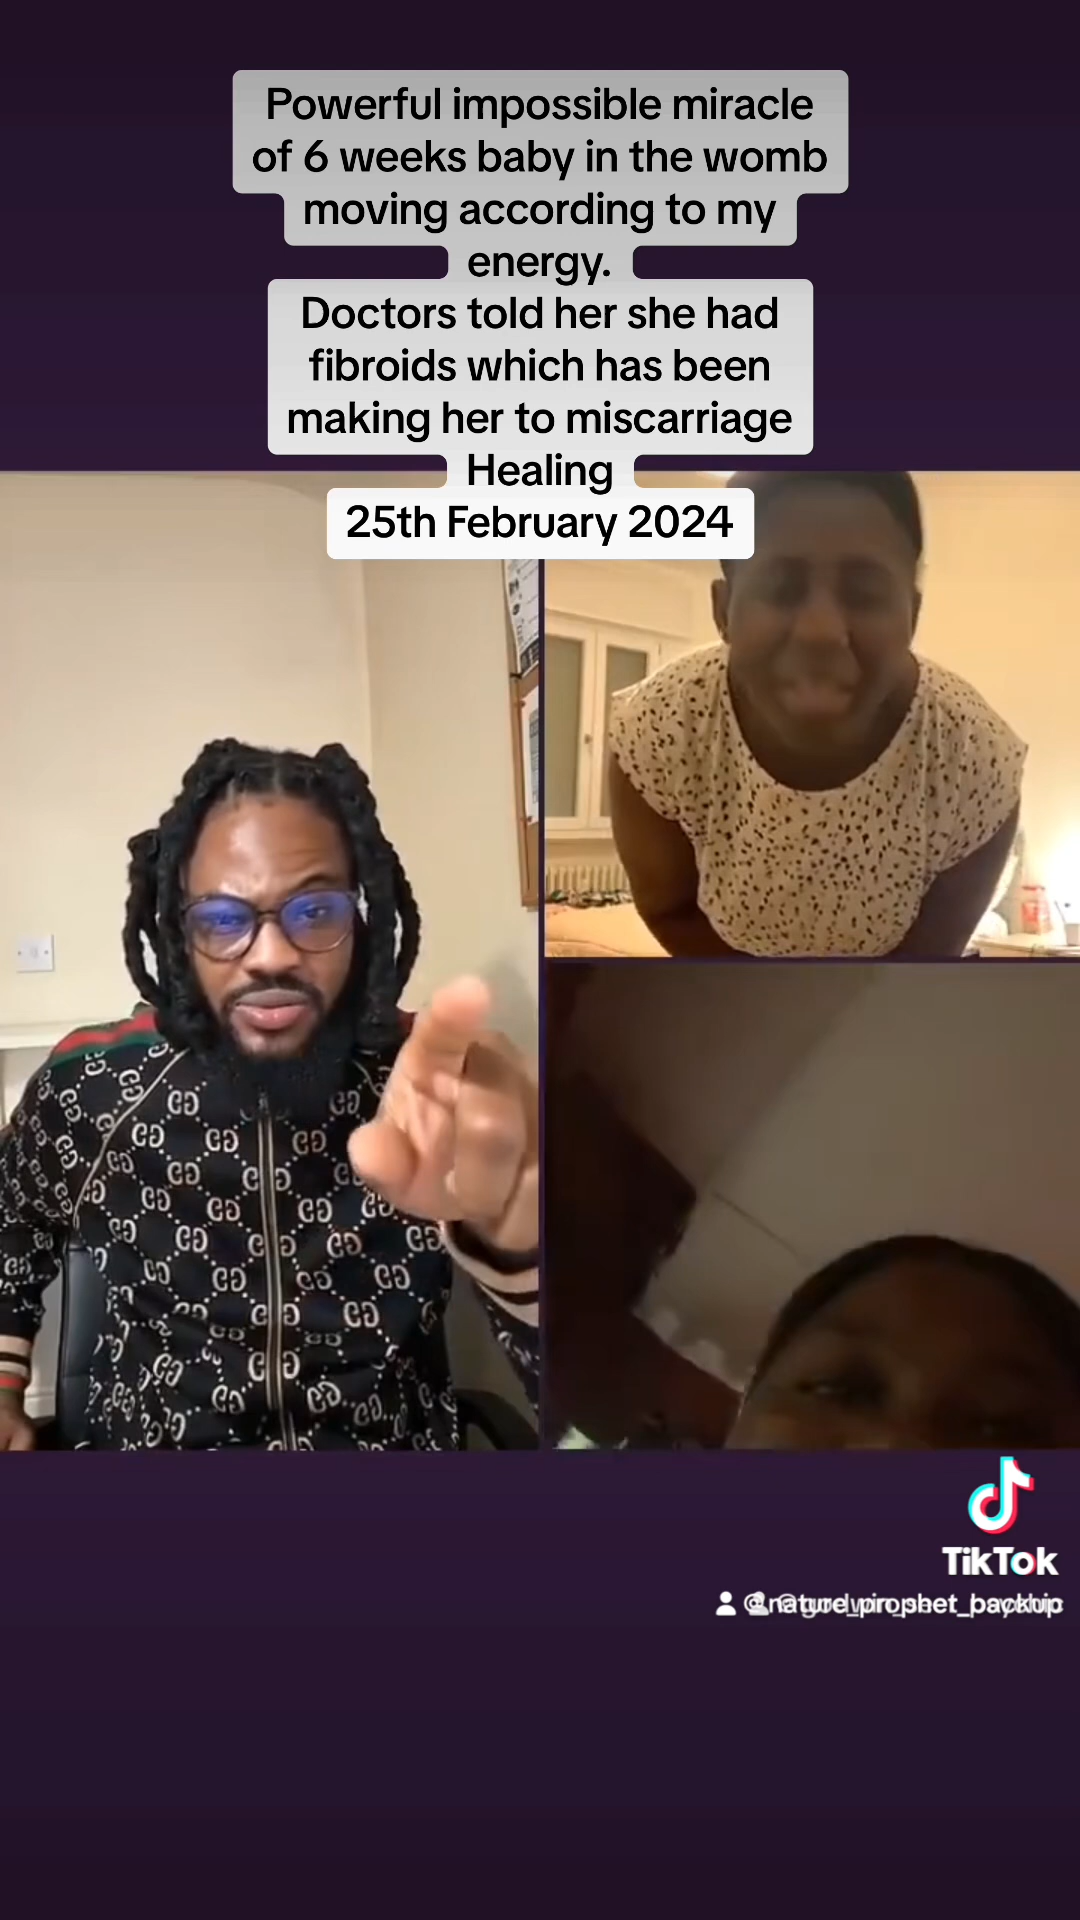 Powerful impossible miracle
of 6 weeks baby in the womb
moving according to my
energy.
Doctors told her she had
fibroids which has been
making her to miscarriage
Healing
25th February 2024
TikTok